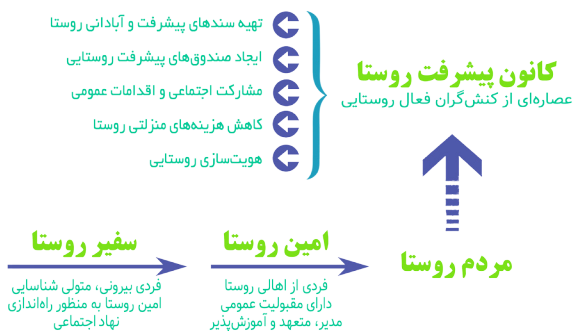 کانون پیشرفت روستا
عصاره‌ای از کنش‌گران فعال روستایی
تهیه سندهای پیشرفت و آبادانی روستا
ایجاد صندوق‌های پیشرفت روستایی
مشارکت اجتماعی و اقدامات عمومی
کاهش هزینه‌های منزلتی روستا
هویت‌سازی روستایی
مردم روستا
امین روستا
فردی از اهالی روستا
دارای مقبولیت عمومی
مدیر، متعهد و آموزش‌پذیر
سفیر روستا
فردی بیرونی، متولی شناسایی
امین روستا به منظور راه‌اندازی
نهاد اجتماعی